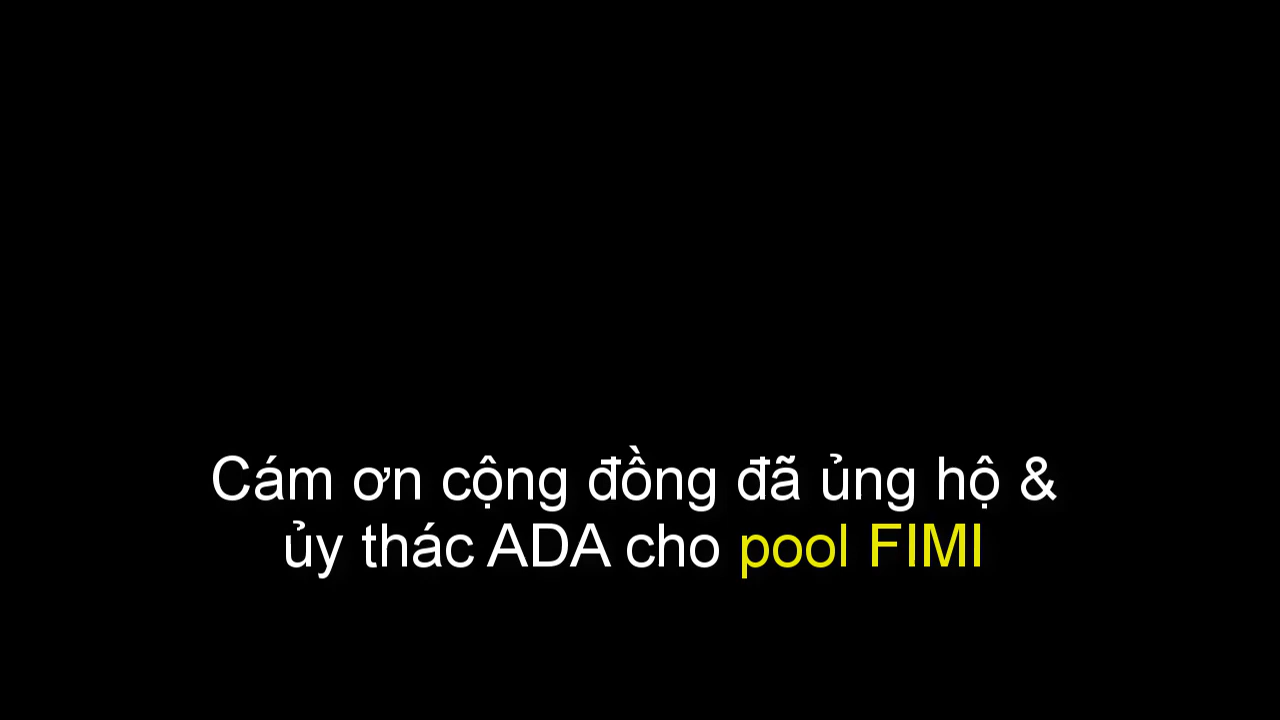 Cám ơn cộng đồng đã ủng hộ &
ủy thác ADA cho pool FIMI